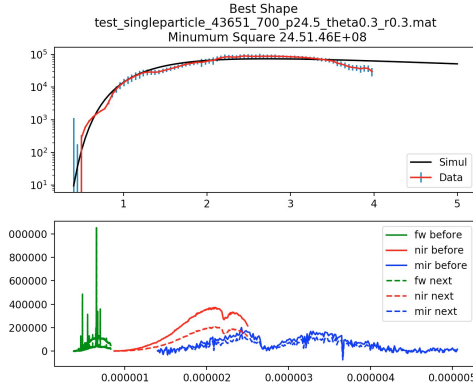 Best Shape
test_singleparticle_43651_700_p24.5_theta0.3_r0.3.mat
Minumum Square 24.51.46E+08
10⁵
10⁴
10³
10²
10¹
Simul
Data
1 2 3 4 5
000000
800000
600000
400000
200000
0
fw before
nir before
mir before
fw next
nir next
mir next
0.000001 0.000002 0.000003 0.000004 0.00000